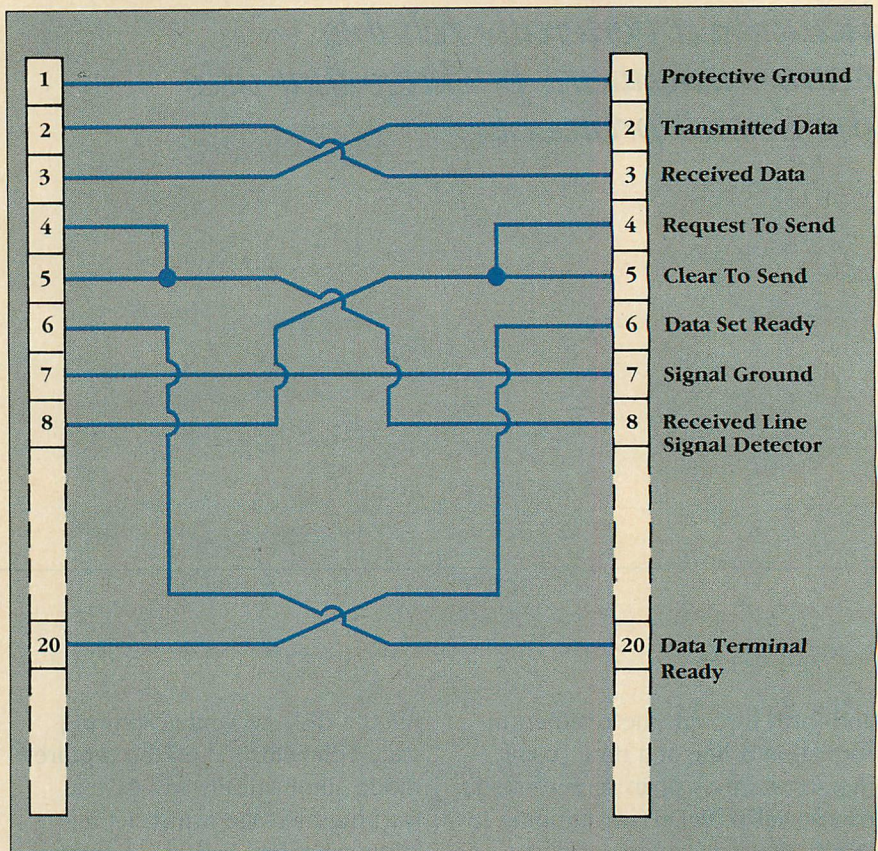 1 1 Protective Ground
2 2 Transmitted Data
3 3 Received Data
4 4 Request To Send
5 5 Clear To Send
6 6 Data Set Ready
7 7 Signal Ground
8 8 Received Line
Signal Detector
20 20 Data Terminal
Ready